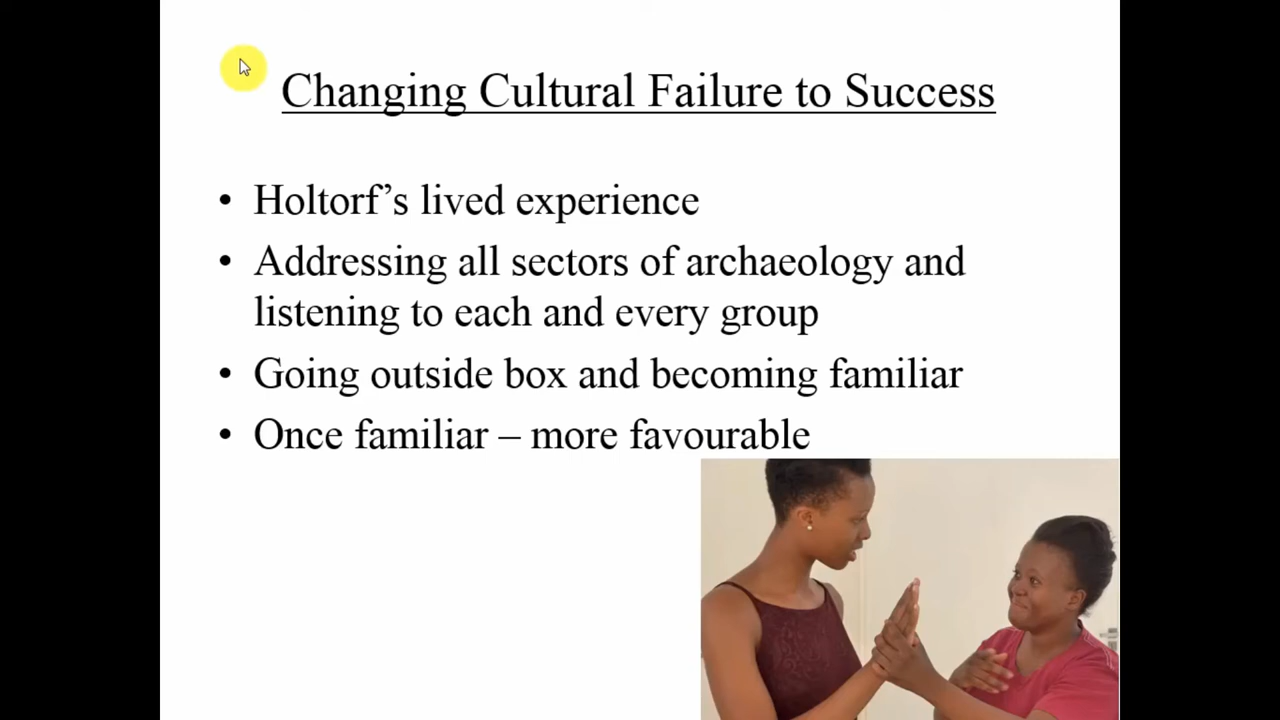 Changing Cultural Failure to Success
• Holtorf’s lived experience
• Addressing all sectors of archaeology and
listening to each and every group
• Going outside box and becoming familiar
• Once familiar – more favourable